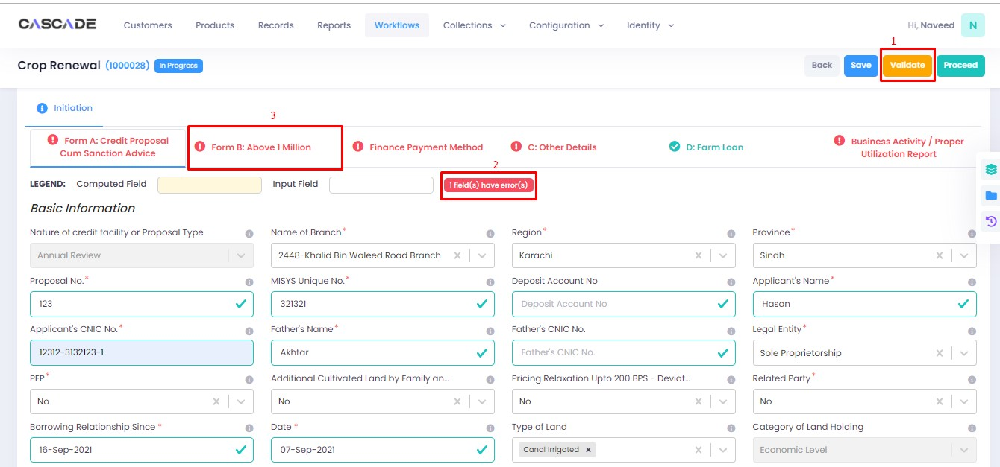 CASCADE Customers Products Records Reports Workflows Collections Configuration Identity Hi, Naveed N
1
Crop Renewal (1000028) In Progress Back Save Validate Proceed
Initiation
3
Form A: Credit Proposal
Cum Sanction Advice
Form B: Above 1 Million
Finance Payment Method
C: Other Details
D: Farm Loan
Business Activity / Proper
Utilization Report
2
LEGEND: Computed Field Input Field 1 field(s) have error(s)
Basic Information
Nature of credit facility or Proposal Type Name of Branch* Region* Province*
Annual Review 2448-Khalid Bin Waleed Road Branch Karachi Sindh
Proposal No.* MISYS Unique No.* Deposit Account No Applicant's Name*
123 321321 Deposit Account No Hasan
Applicant's CNIC No.* Father's Name* Father's CNIC No. Legal Entity*
12312-3132123-1 Akhtar Father's CNIC No. Sole Proprietorship
PEP* Additional Cultivated Land by Family an... Pricing Relaxation Upto 200 BPS - Deviat... Related Party*
No No No No
Borrowing Relationship Since * Date * Type of Land Category of Land Holding
16-Sep-2021 07-Sep-2021 Canal Irrigated x Economic Level